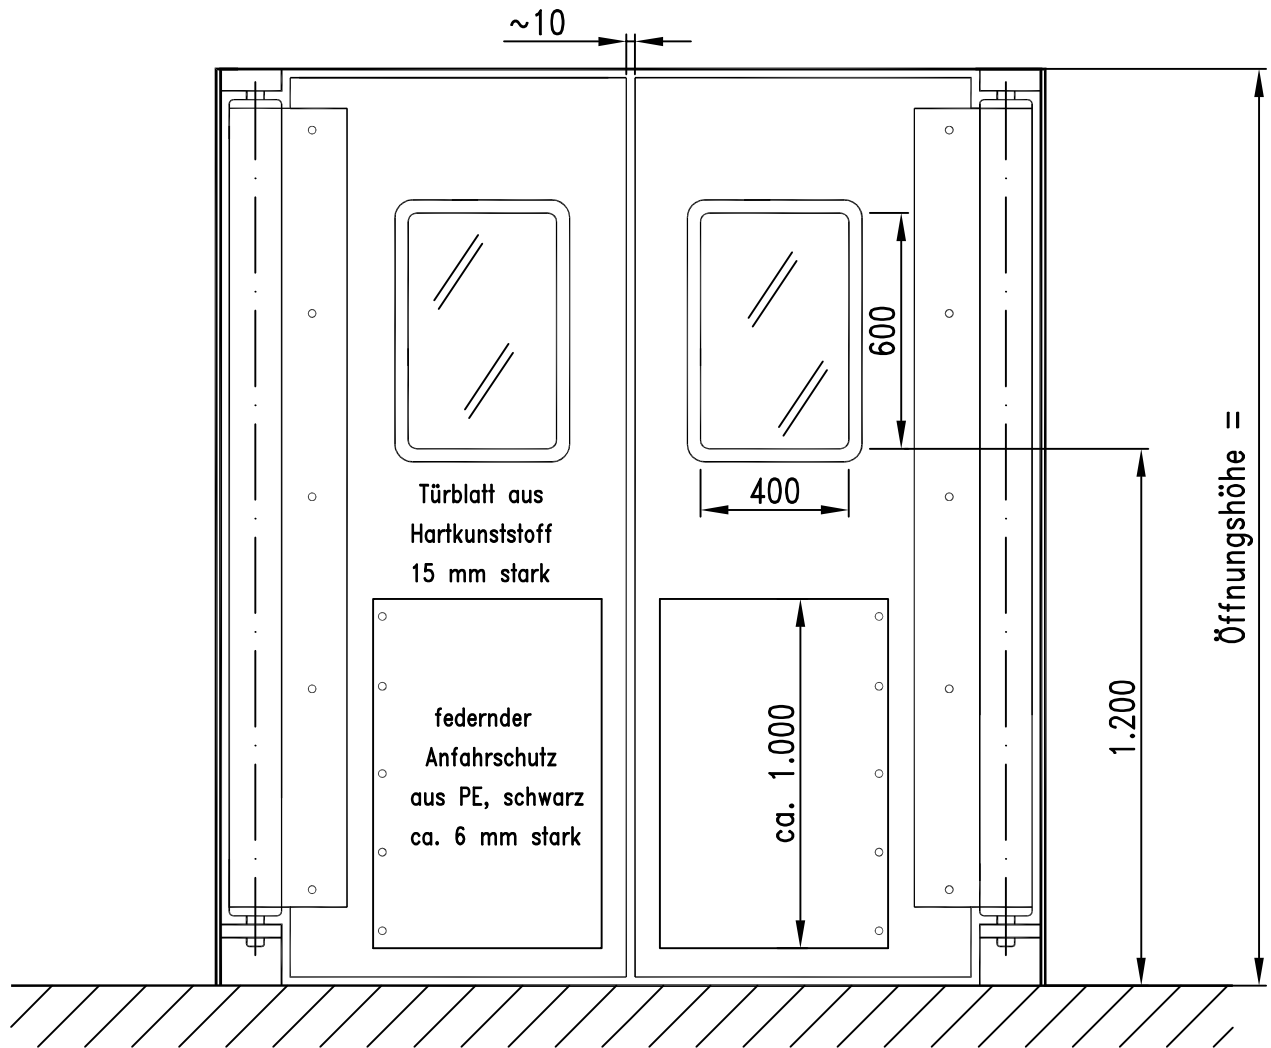 ~10
600
400
Öffnungshöhe =
Türblatt aus
Hartkunststoff
15 mm stark
1.200
federnder
Anfahrschutz
aus PE, schwarz
ca. 6 mm stark
ca. 1.000